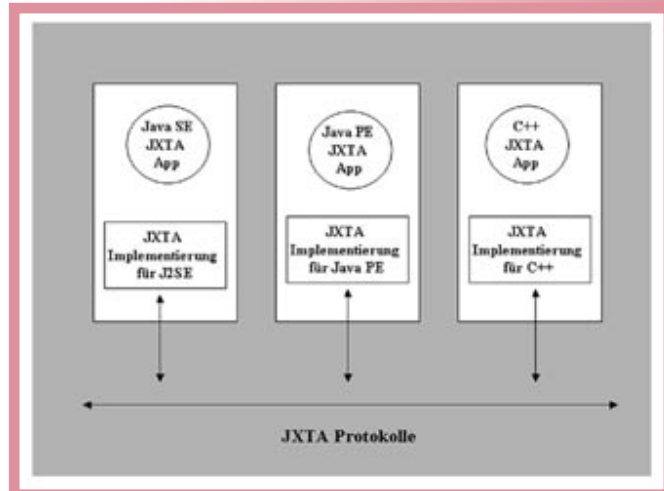 Java SE
JXTA
App
JXTA
Implementierung
für J2SE
Java PE
JXTA
App
JXTA
Implementierung
für Java PE
C++
JXTA
App
JXTA
Implementierung
für C++
JXTA Protokolle